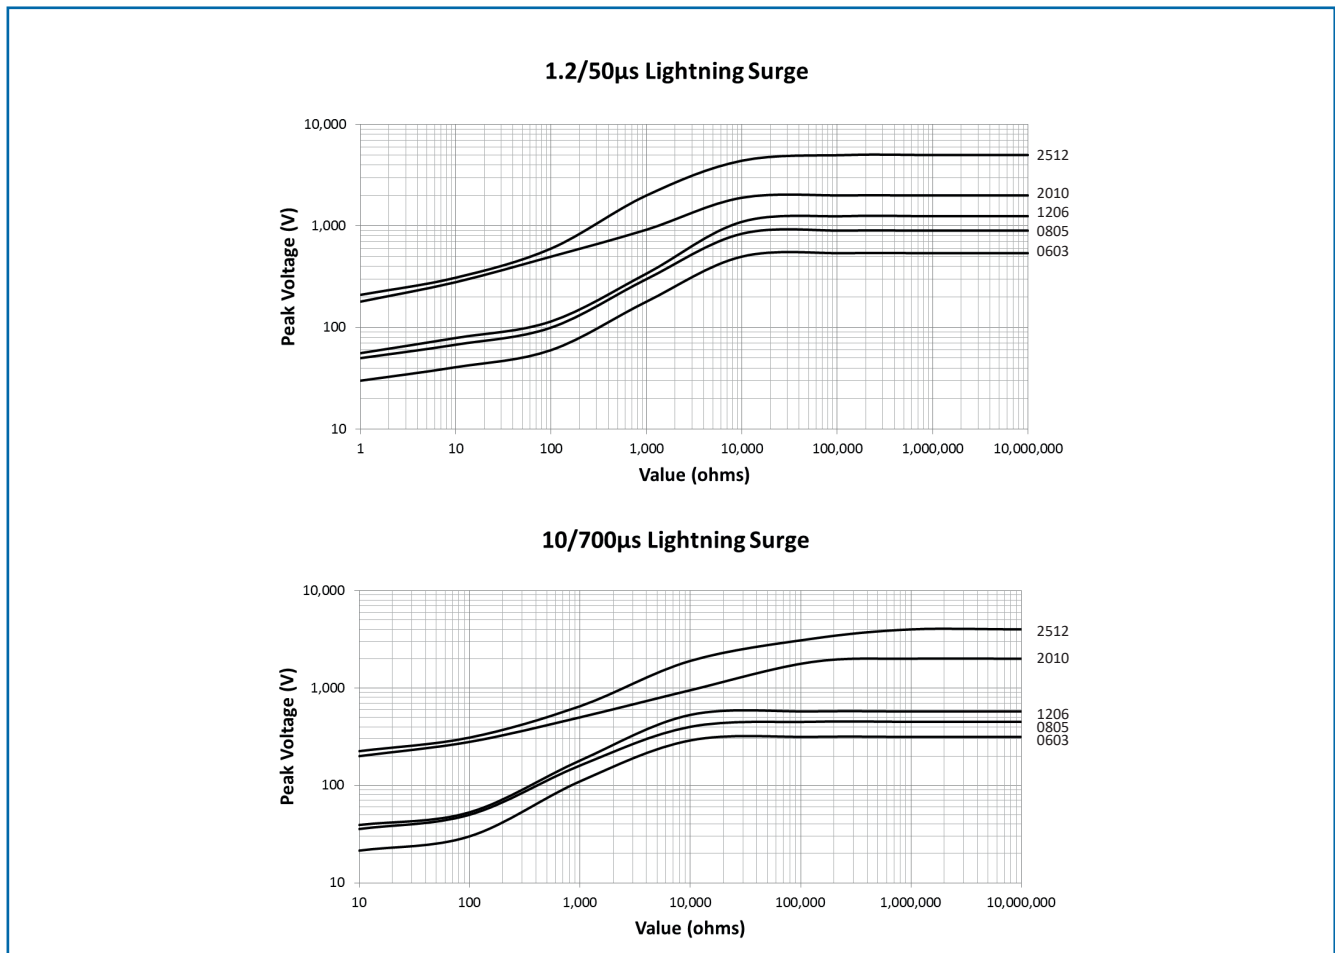 1.2/50µs Lightning Surge
10,000
1,000
100
10
Peak Voltage (V)
2512
2010
1206
0805
0603
1 10 100 1,000 10,000 100,000 1,000,000 10,000,000
Value (ohms)
10/700µs Lightning Surge
10,000
1,000
100
10
Peak Voltage (V)
2512
2010
1206
0805
0603
10 100 1,000 10,000 100,000 1,000,000 10,000,000
Value (ohms)